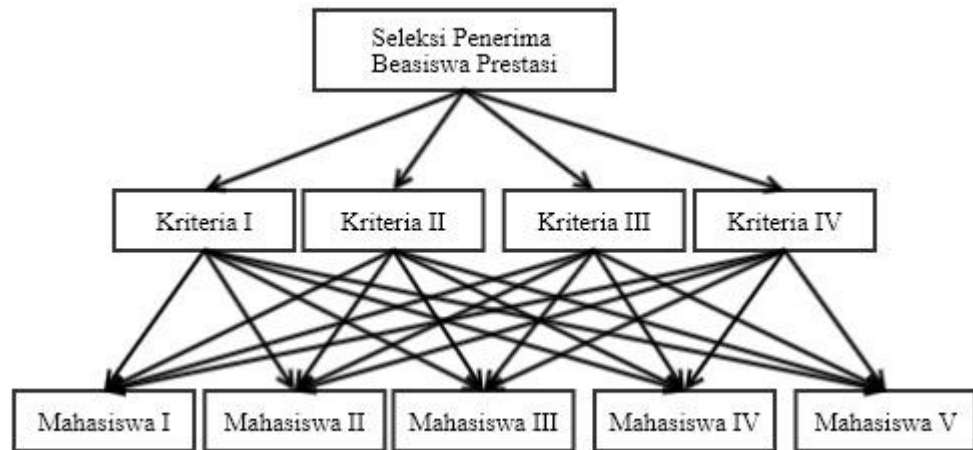 Seleksi Penerima
Beasiswa Prestasi
Kriteria I
Kriteria II
Kriteria III
Kriteria IV
Mahasiswa I
Mahasiswa II
Mahasiswa III
Mahasiswa IV
Mahasiswa V